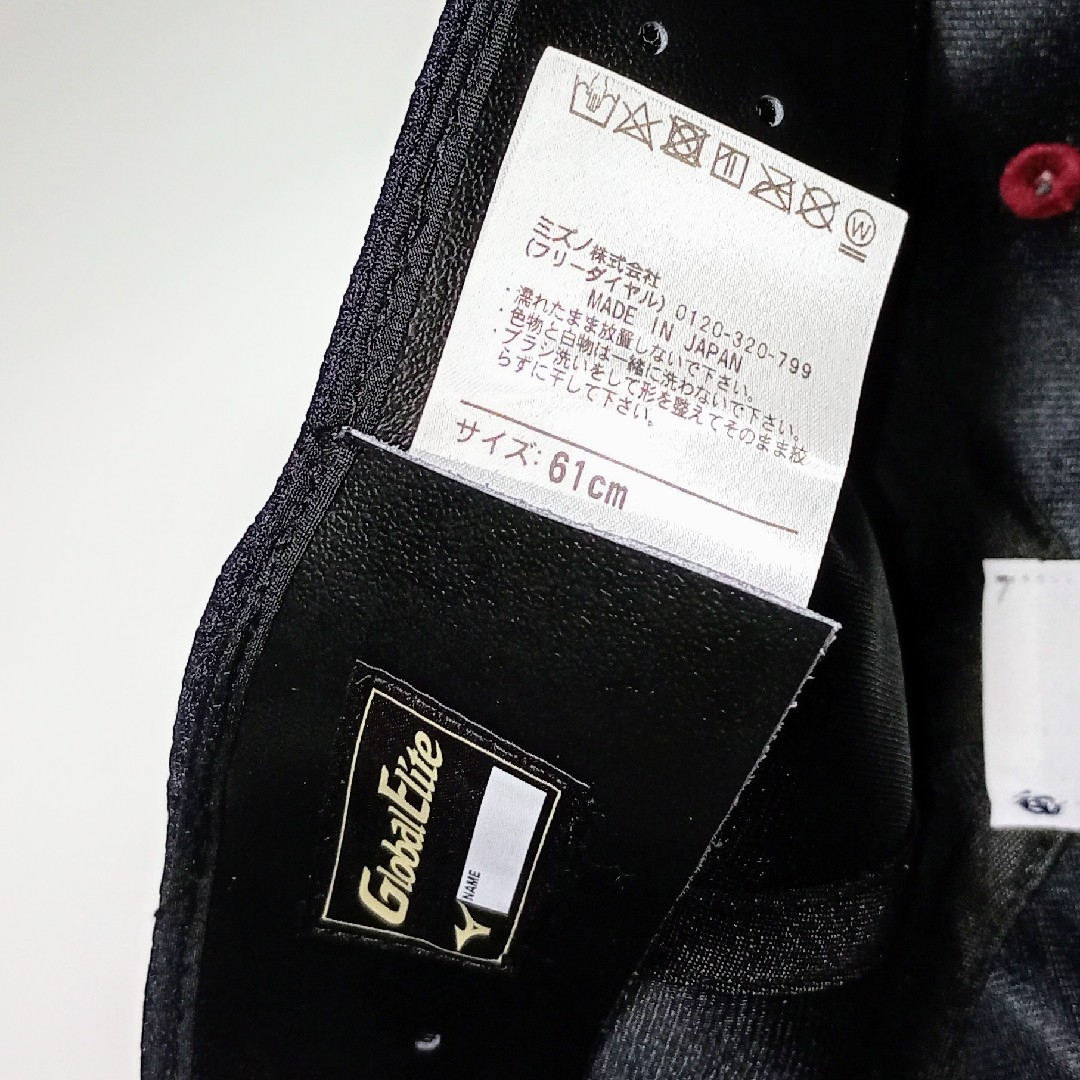 W
ミズノ株式会社
(フリーダイヤル) 0120-320-799
MADE IN JAPAN
・濡れたまま放置しないで下さい。
・色物と白物は一緒に洗わないで下さい。
・ブラシ洗いをして形を整えてそのまま絞
らずに干して下さい。
サイズ: 61cm
GlobalElite
NAME
7